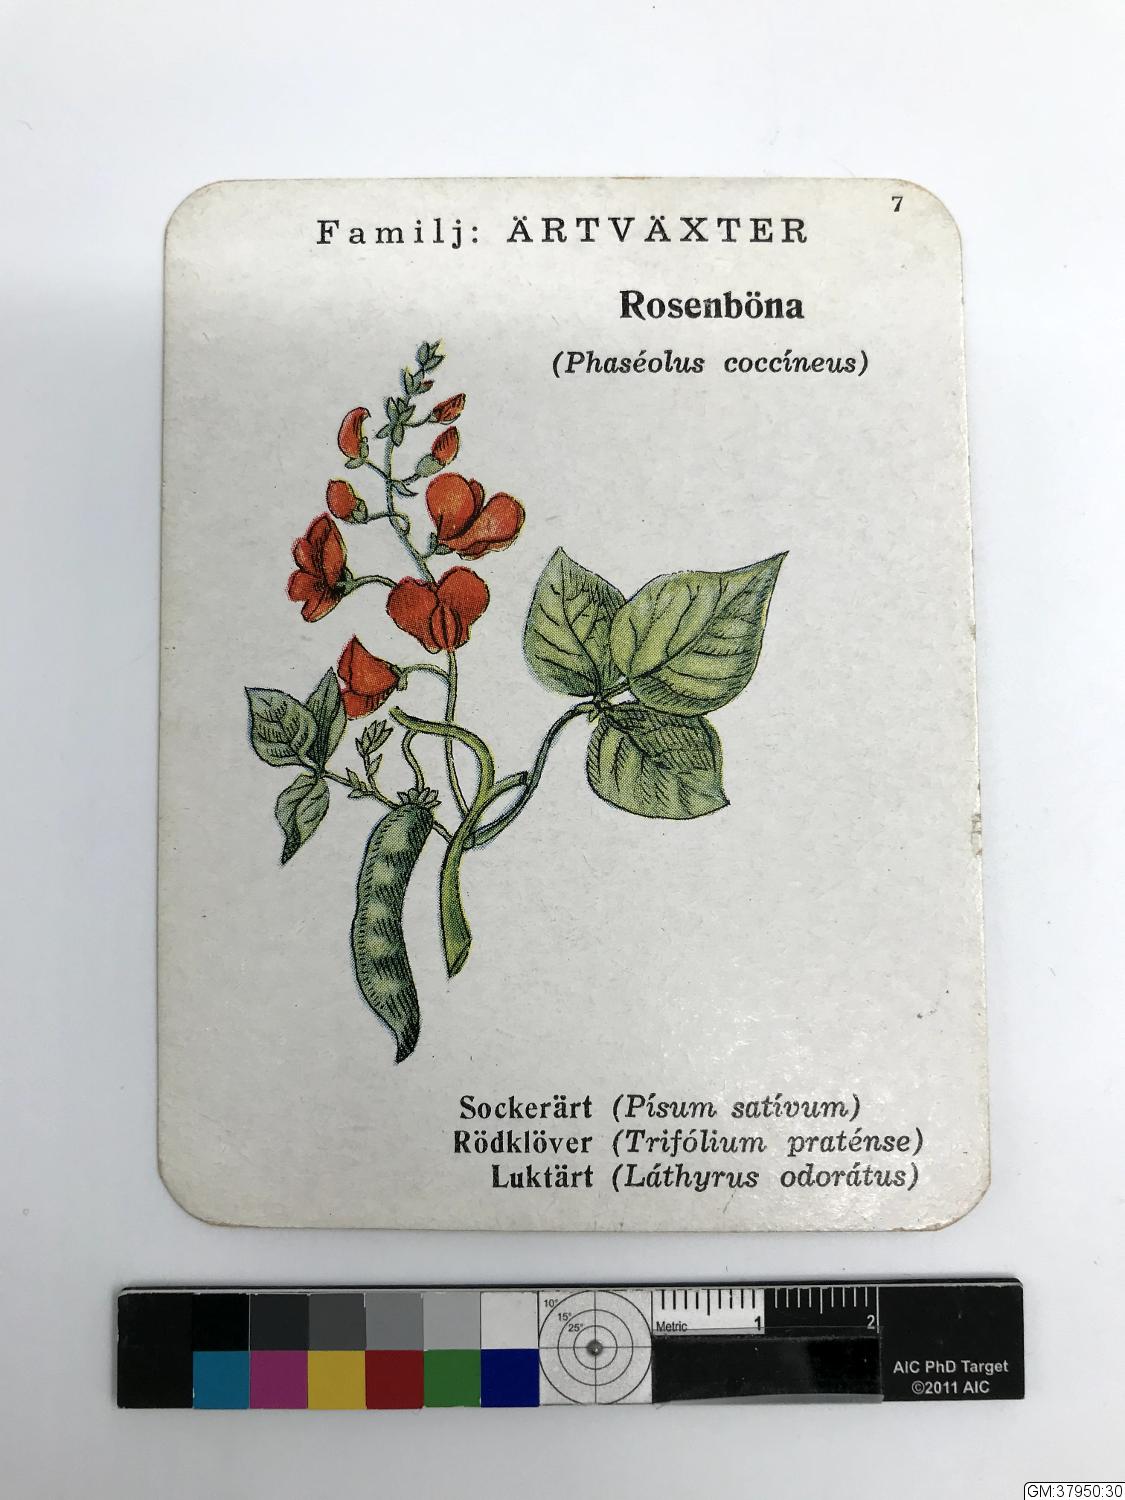 7
Familj: ÄRTVÄXTER
Rosenböna
(Phaséolus coccíneus)
Sockerärt (Písum satívum)
Rödklöver (Trifólium praténse)
Luktärt (Láthyrus odorátus)
10°
15°
25°
Metric 1 2
AIC PhD Target
©2011 AIC
GM:37950:30